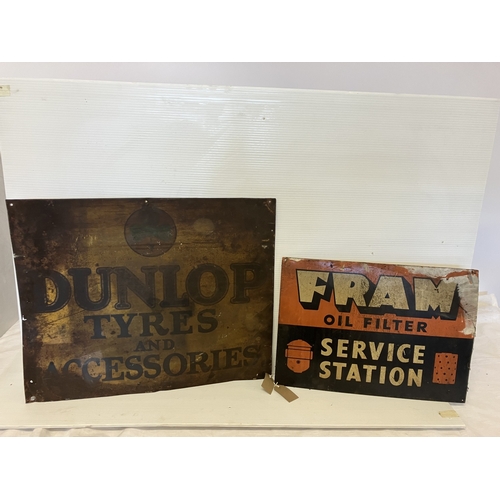 DUNLOP
TYRES
AND
ACCESSORIES
FRAM
OIL FILTER
SERVICE
STATION